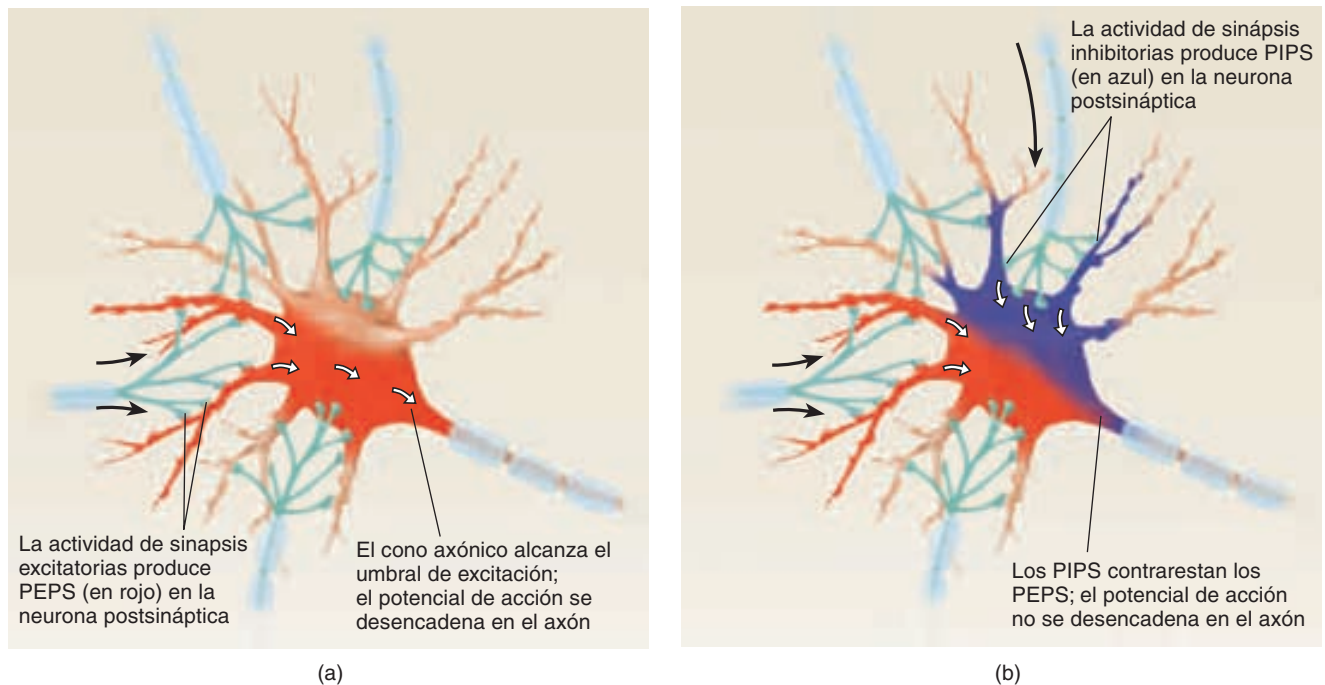 La actividad de sinapsis
excitatorias produce
PEPS (en rojo) en la
neurona postsináptica
El cono axónico alcanza el
umbral de excitación;
el potencial de acción se
desencadena en el axón
(a)
La actividad de sinápsis
inhibitorias produce PIPS
(en azul) en la neurona
postsináptica
Los PIPS contrarestan los
PEPS; el potencial de acción
no se desencadena en el axón
(b)